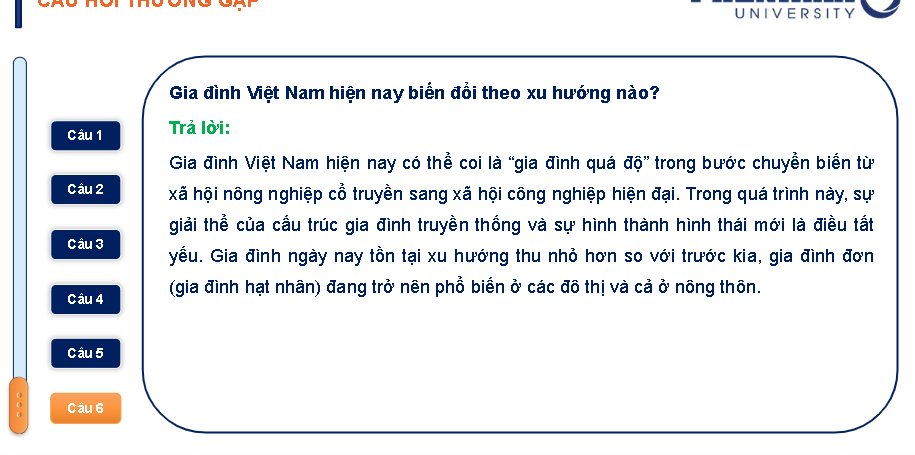 CÂU HỎI THƯỜNG GẶP
UNIVERSITY
Gia đình Việt Nam hiện nay biến đổi theo xu hướng nào?
Trả lời:
Gia đình Việt Nam hiện nay có thể coi là “gia đình quá độ” trong bước chuyển biến từ
xã hội nông nghiệp cổ truyền sang xã hội công nghiệp hiện đại. Trong quá trình này, sự
giải thể của cấu trúc gia đình truyền thống và sự hình thành hình thái mới là điều tất
yếu. Gia đình ngày nay tồn tại xu hướng thu nhỏ hơn so với trước kia, gia đình đơn
(gia đình hạt nhân) đang trở nên phổ biến ở các đô thị và cả ở nông thôn.
Câu 1
Câu 2
Câu 3
Câu 4
Câu 5
Câu 6